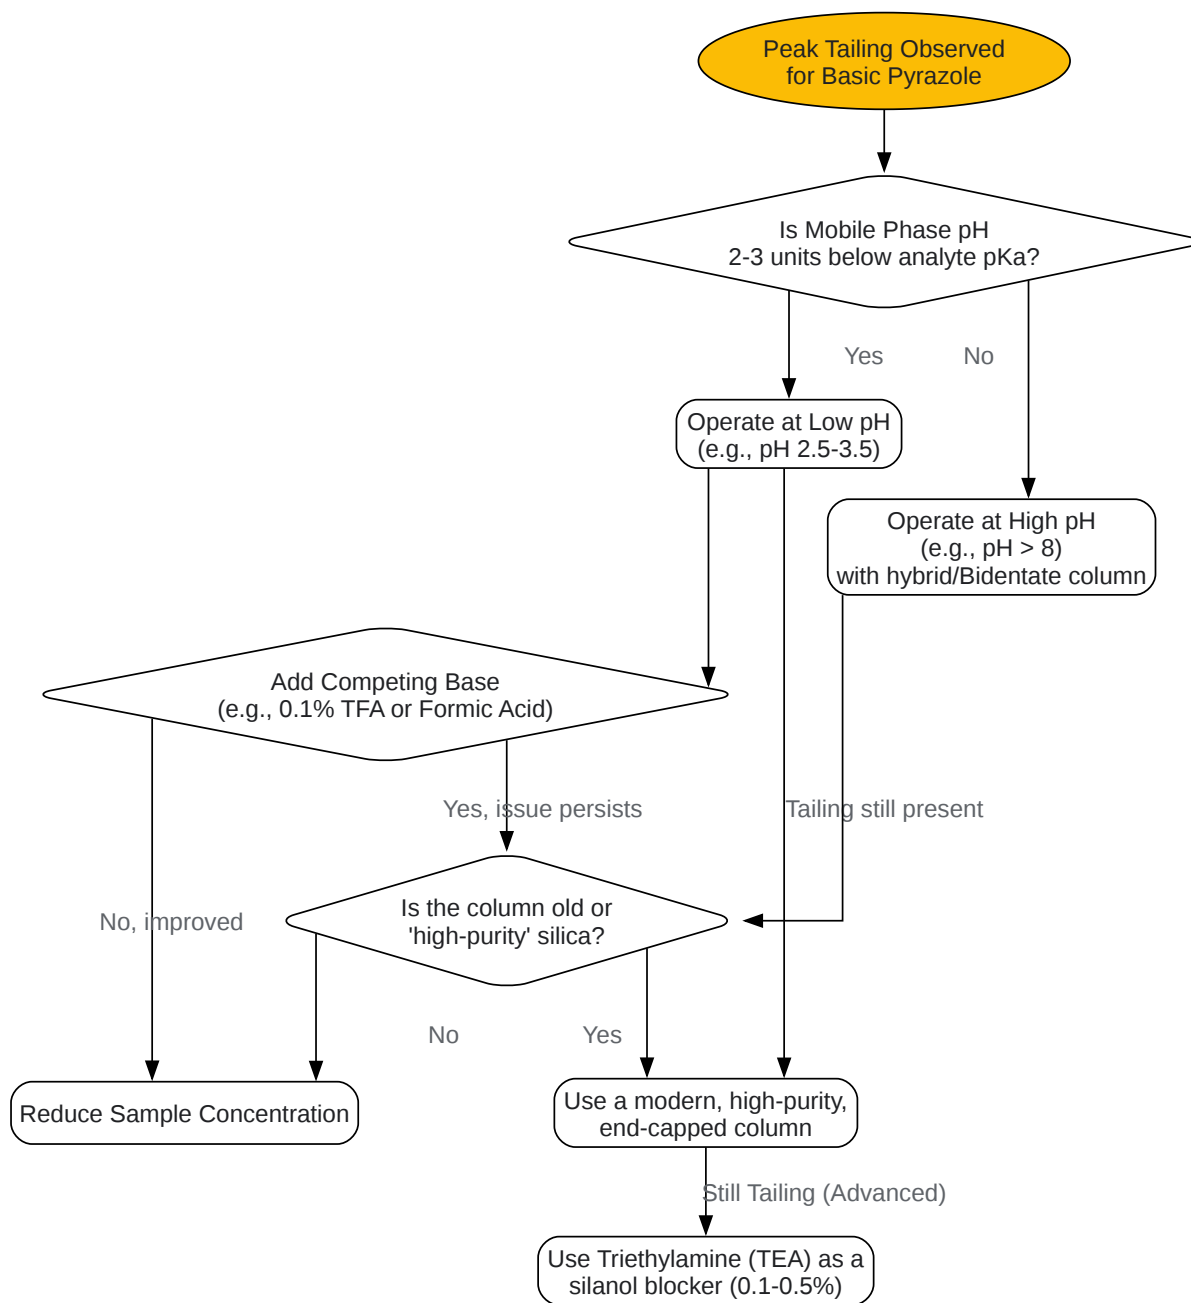 Peak Tailing Observed
for Basic Pyrazole
Is Mobile Phase pH
2-3 units below analyte pKa?
Yes
No
Operate at Low pH
(e.g., pH 2.5-3.5)
Operate at High pH
(e.g., pH > 8)
with hybrid/Bidentate column
Add Competing Base
(e.g., 0.1% TFA or Formic Acid)
Yes, issue persists
Tailing still present
Is the column old or
'high-purity' silica?
No, improved
No
Yes
Reduce Sample Concentration
Use a modern, high-purity,
end-capped column
Still Tailing (Advanced)
Use Triethylamine (TEA) as a
silanol blocker (0.1-0.5%)